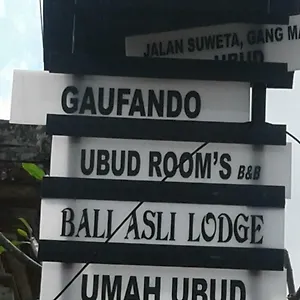 JALAN SUWETA, GANG
UBUD
GAUFANDO
UBUD ROOM'S B&B
BALI ASLI LODGE
UMAH UBUD